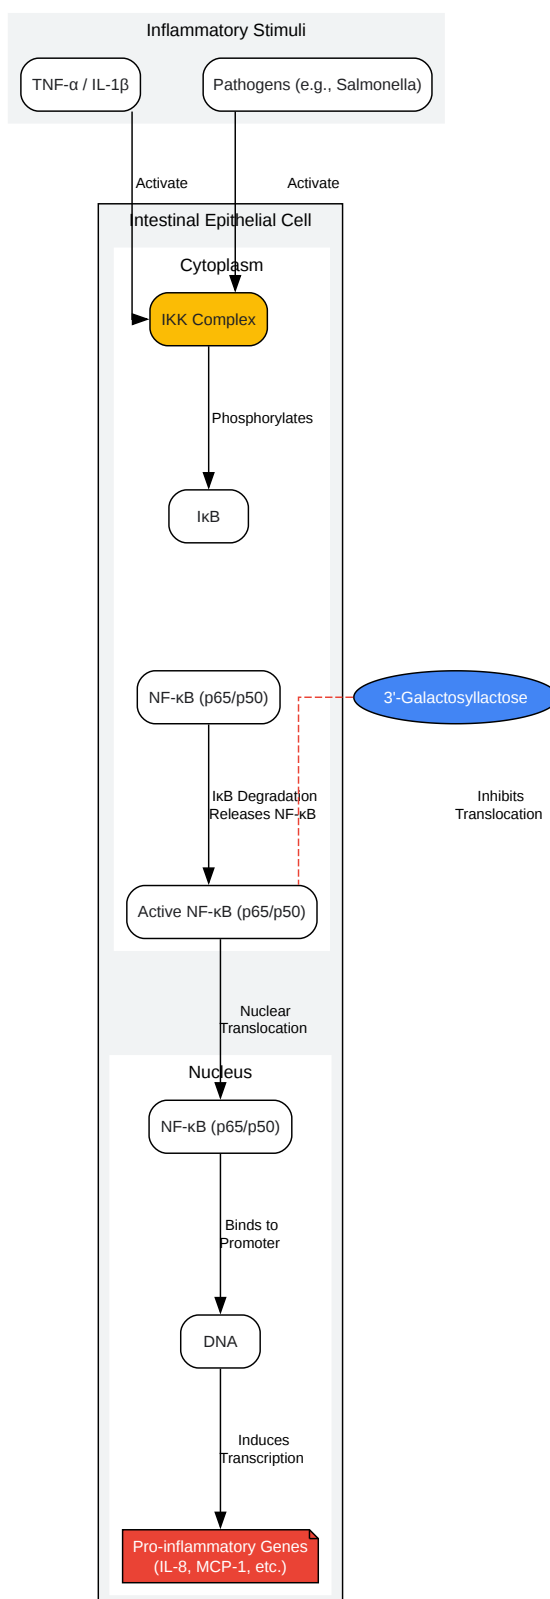 Inflammatory Stimuli
TNF-α / IL-1β
Pathogens (e.g., Salmonella)
Activate
Activate
Intestinal Epithelial Cell
Cytoplasm
IKK Complex
Phosphorylates
IκB
NF-κB (p65/p50)
3'-Galactosyllactose
IκB Degradation
Releases NF-κB
Inhibits
Translocation
Active NF-κB (p65/p50)
Nuclear
Translocation
Nucleus
NF-κB (p65/p50)
Binds to
Promoter
DNA
Induces
Transcription
Pro-inflammatory Genes
(IL-8, MCP-1, etc.)